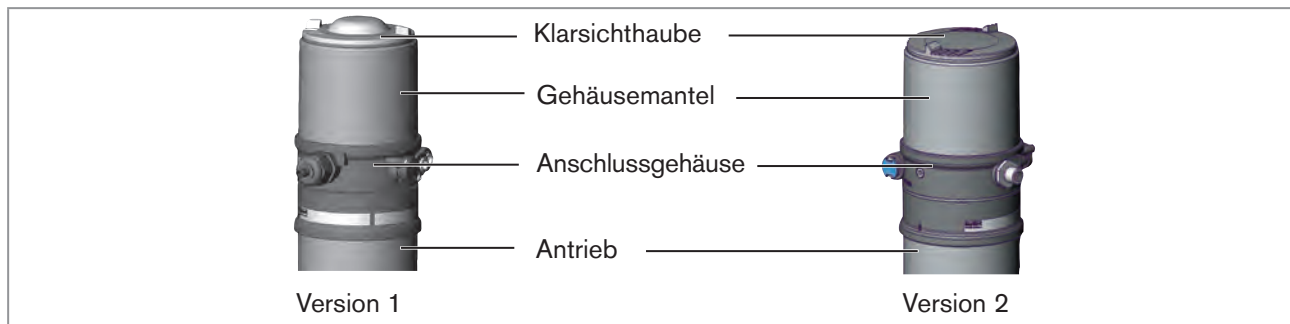 Klarsichthaube
Gehäusemantel
Anschlussgehäuse
Antrieb
Version 1
Version 2